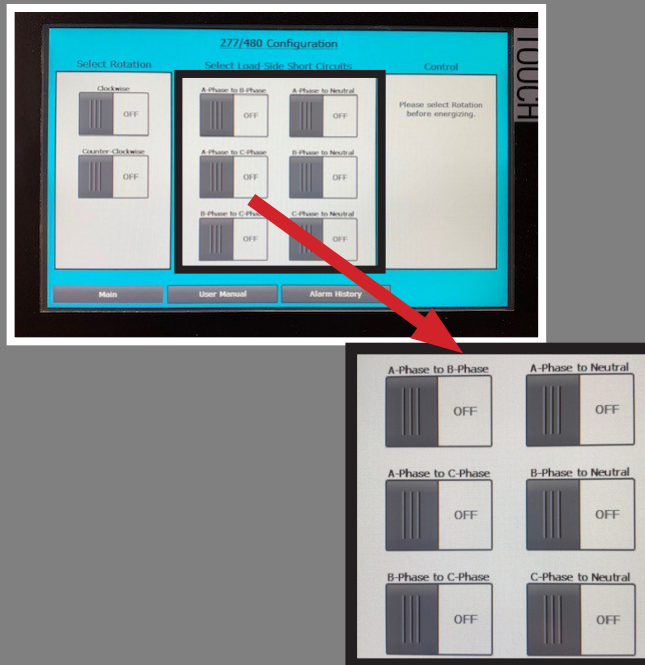 277/480 Configuration
Select Rotation
Select Load-Side Short Circuits
Control
Clockwise
OFF
Counter-Clockwise
OFF
A-Phase to B-Phase
OFF
A-Phase to Neutral
OFF
A-Phase to C-Phase
OFF
B-Phase to Neutral
OFF
B-Phase to C-Phase
OFF
C-Phase to Neutral
OFF
Please select Rotation
before energizing.
Main
User Manual
Alarm History
TOUCH
A-Phase to B-Phase
OFF
A-Phase to Neutral
OFF
A-Phase to C-Phase
OFF
B-Phase to Neutral
OFF
B-Phase to C-Phase
OFF
C-Phase to Neutral
OFF